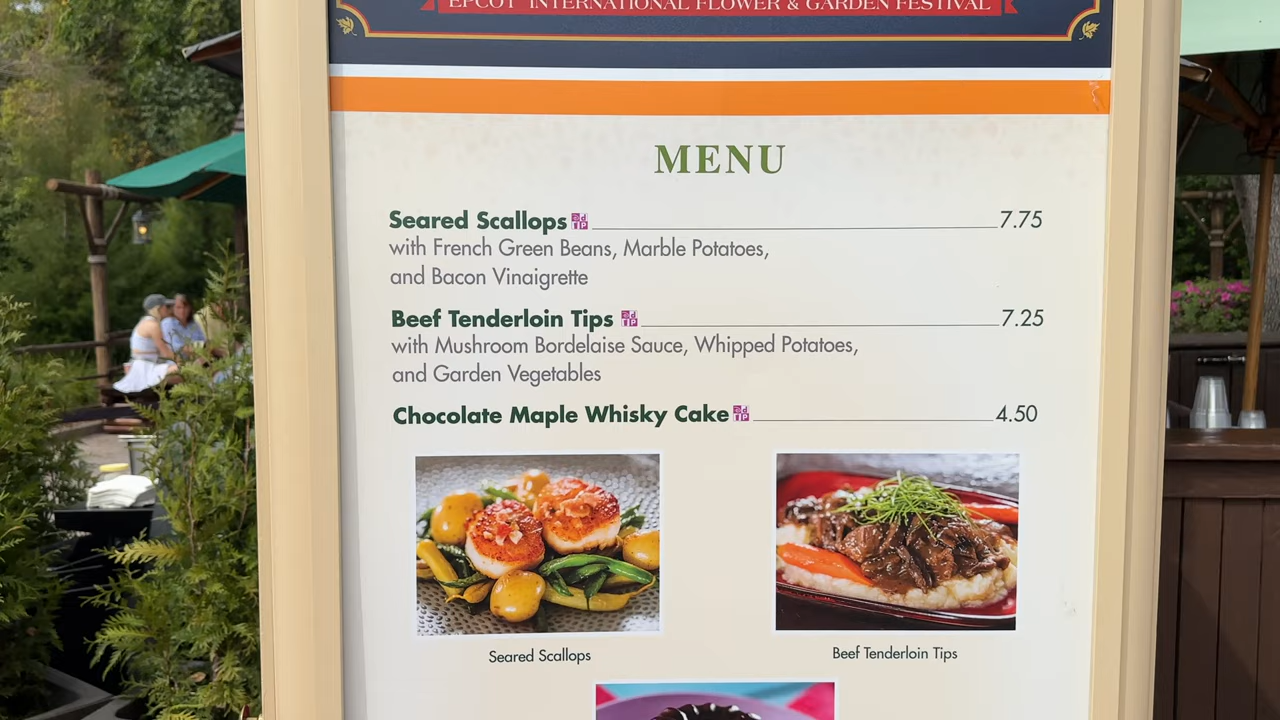 EPCOT INTERNATIONAL FLOWER & GARDEN FESTIVAL
MENU
Seared Scallops 7.75
with French Green Beans, Marble Potatoes,
and Bacon Vinaigrette
Beef Tenderloin Tips 7.25
with Mushroom Bordelaise Sauce, Whipped Potatoes,
and Garden Vegetables
Chocolate Maple Whisky Cake 4.50
Seared Scallops
Beef Tenderloin Tips